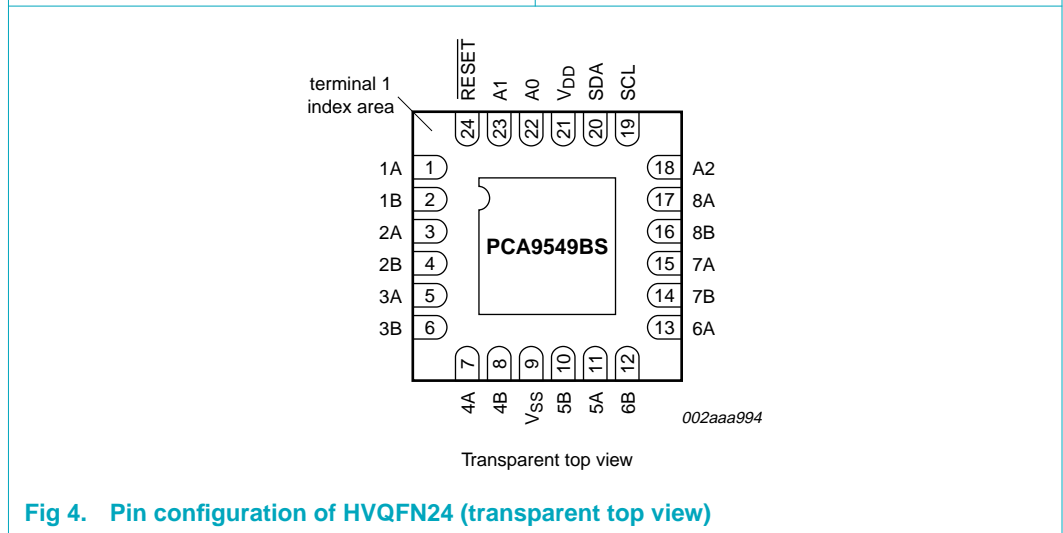 RESET
A1
A0
VDD
SDA
SCL
terminal 1
index area
24
23
22
21
20
19
1A 1
18 A2
1B 2
17 8A
2A 3
16 8B
PCA9549BS
2B 4
15 7A
3A 5
14 7B
3B 6
13 6A
7
8
9
10
11
12
4A
4B
VSS
5B
5A
6B
002aaa994
Transparent top view
Fig 4. Pin configuration of HVQFN24 (transparent top view)